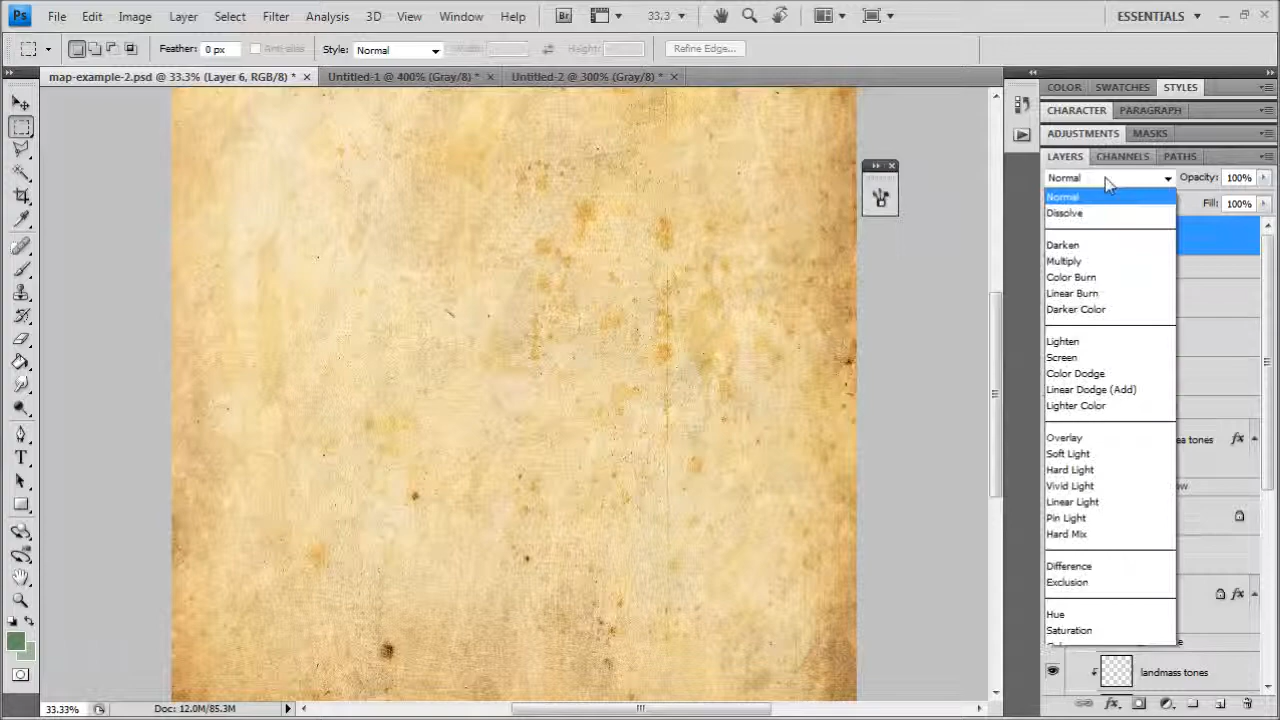 Ps File Edit Image Layer Select Filter Analysis 3D View Window Help Br 33.3 ESSENTIALS
Feather: 0 px Anti-alias Style: Normal Width: Height: Refine Edge...
map-example-2.psd @ 33.3% (Layer 6, RGB/8) * Untitled-1 @ 400% (Gray/8) * Untitled-2 @ 300% (Gray/8) *
COLOR SWATCHES STYLES
CHARACTER PARAGRAPH
ADJUSTMENTS MASKS
LAYERS CHANNELS PATHS
Normal Opacity: 100%
Normal Fill: 100%
Dissolve
Darken
Multiply
Color Burn
Linear Burn
Darker Color
Lighten
Screen
Color Dodge
Linear Dodge (Add)
Lighter Color
Overlay
tones fx
Soft Light
Hard Light
Vivid Light
Linear Light
Pin Light
Hard Mix
Difference
Exclusion
fx
Hue
Saturation
landmass tones
33.33% Doc: 12.0M/85.3M
fx